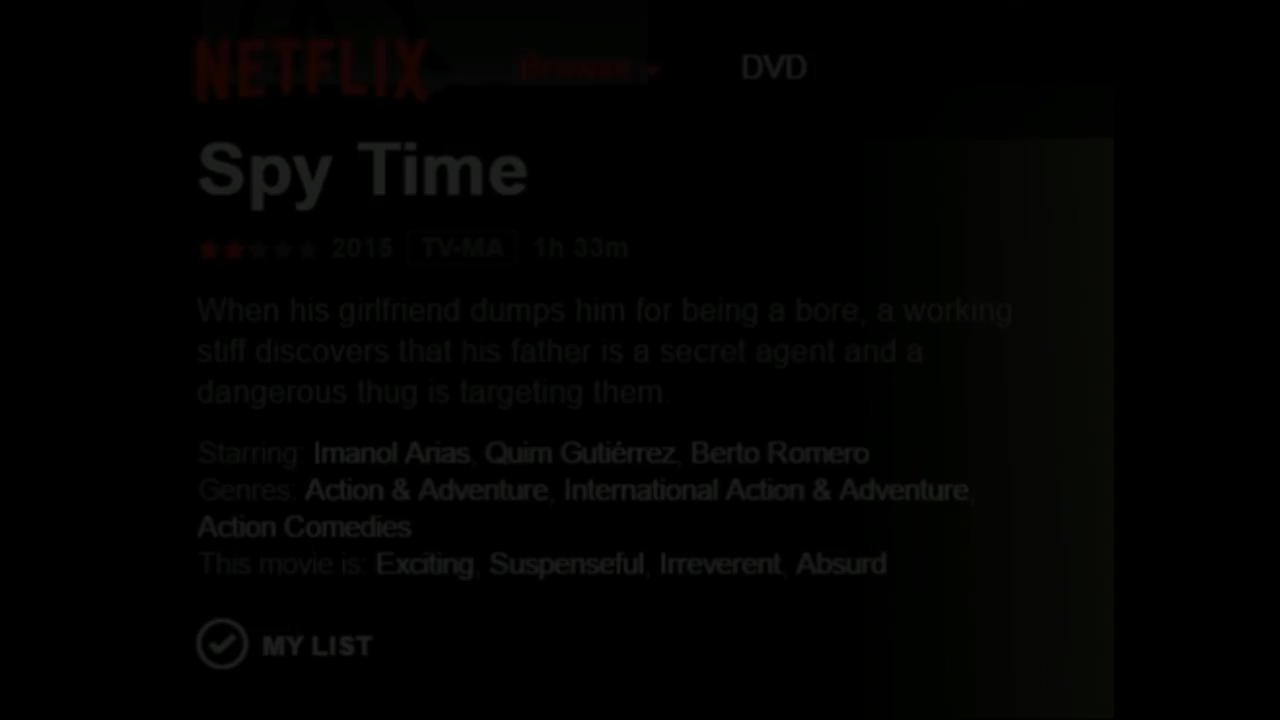 NETFLIX Browse DVD
Spy Time
2015 TV-MA 1h 33m
When his girlfriend dumps him for being a bore, a working
stiff discovers that his father is a secret agent and a
dangerous thug is targeting them.
Starring: Imanol Arias, Quim Gutiérrez, Berto Romero
Genres: Action & Adventure, International Action & Adventure,
Action Comedies
This movie is: Exciting, Suspenseful, Irreverent, Absurd
MY LIST